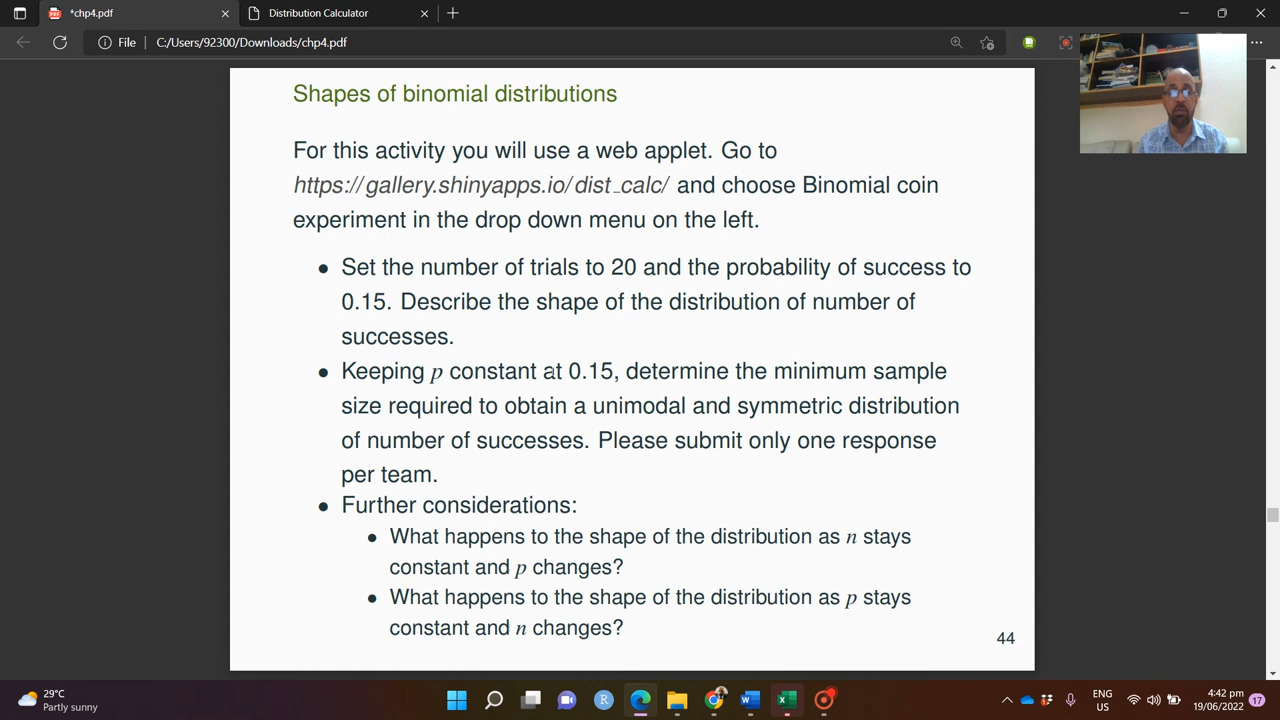 *chp4.pdf
Distribution Calculator
File
C:/Users/92300/Downloads/chp4.pdf
Shapes of binomial distributions
For this activity you will use a web applet. Go to
https://gallery.shinyapps.io/dist_calc/ and choose Binomial coin
experiment in the drop down menu on the left.
• Set the number of trials to 20 and the probability of success to
0.15. Describe the shape of the distribution of number of
successes.
• Keeping p constant at 0.15, determine the minimum sample
size required to obtain a unimodal and symmetric distribution
of number of successes. Please submit only one response
per team.
• Further considerations:
• What happens to the shape of the distribution as n stays
constant and p changes?
• What happens to the shape of the distribution as p stays
constant and n changes?
44
29°C
Partly sunny
ENG
US
4:42 pm
19/06/2022
17